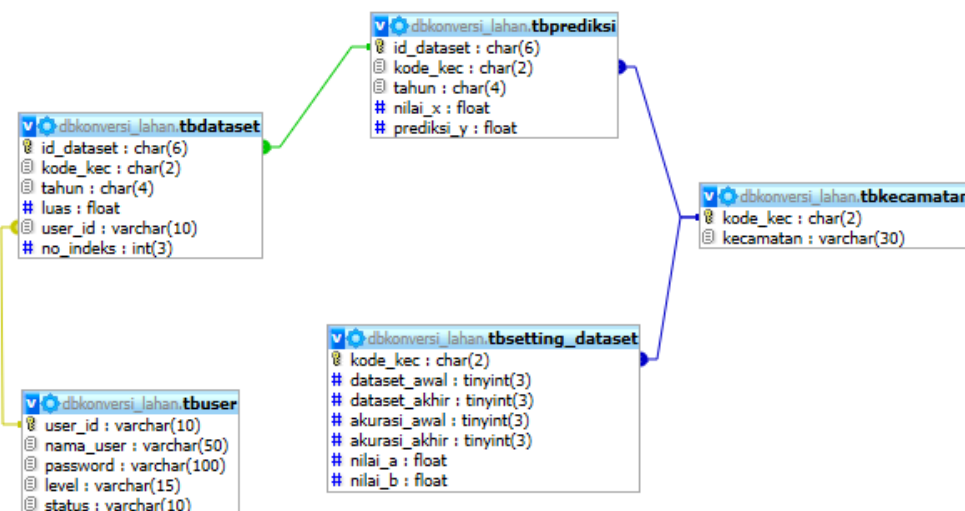 dbkonversi_lahan.tbprediksi
id_dataset : char(6)
kode_kec : char(2)
tahun : char(4)
# nilai_x : float
# prediksi_y : float
dbkonversi_lahan.tbdataset
id_dataset : char(6)
kode_kec : char(2)
tahun : char(4)
# luas : float
user_id : varchar(10)
# no_indeks : int(3)
dbkonversi_lahan.tbkecamatan
kode_kec : char(2)
kecamatan : varchar(30)
dbkonversi_lahan.tbsetting_dataset
kode_kec : char(2)
# dataset_awal : tinyint(3)
# dataset_akhir : tinyint(3)
# akurasi_awal : tinyint(3)
# akurasi_akhir : tinyint(3)
# nilai_a : float
# nilai_b : float
dbkonversi_lahan.tbuser
user_id : varchar(10)
nama_user : varchar(50)
password : varchar(100)
level : varchar(15)
status : varchar(10)